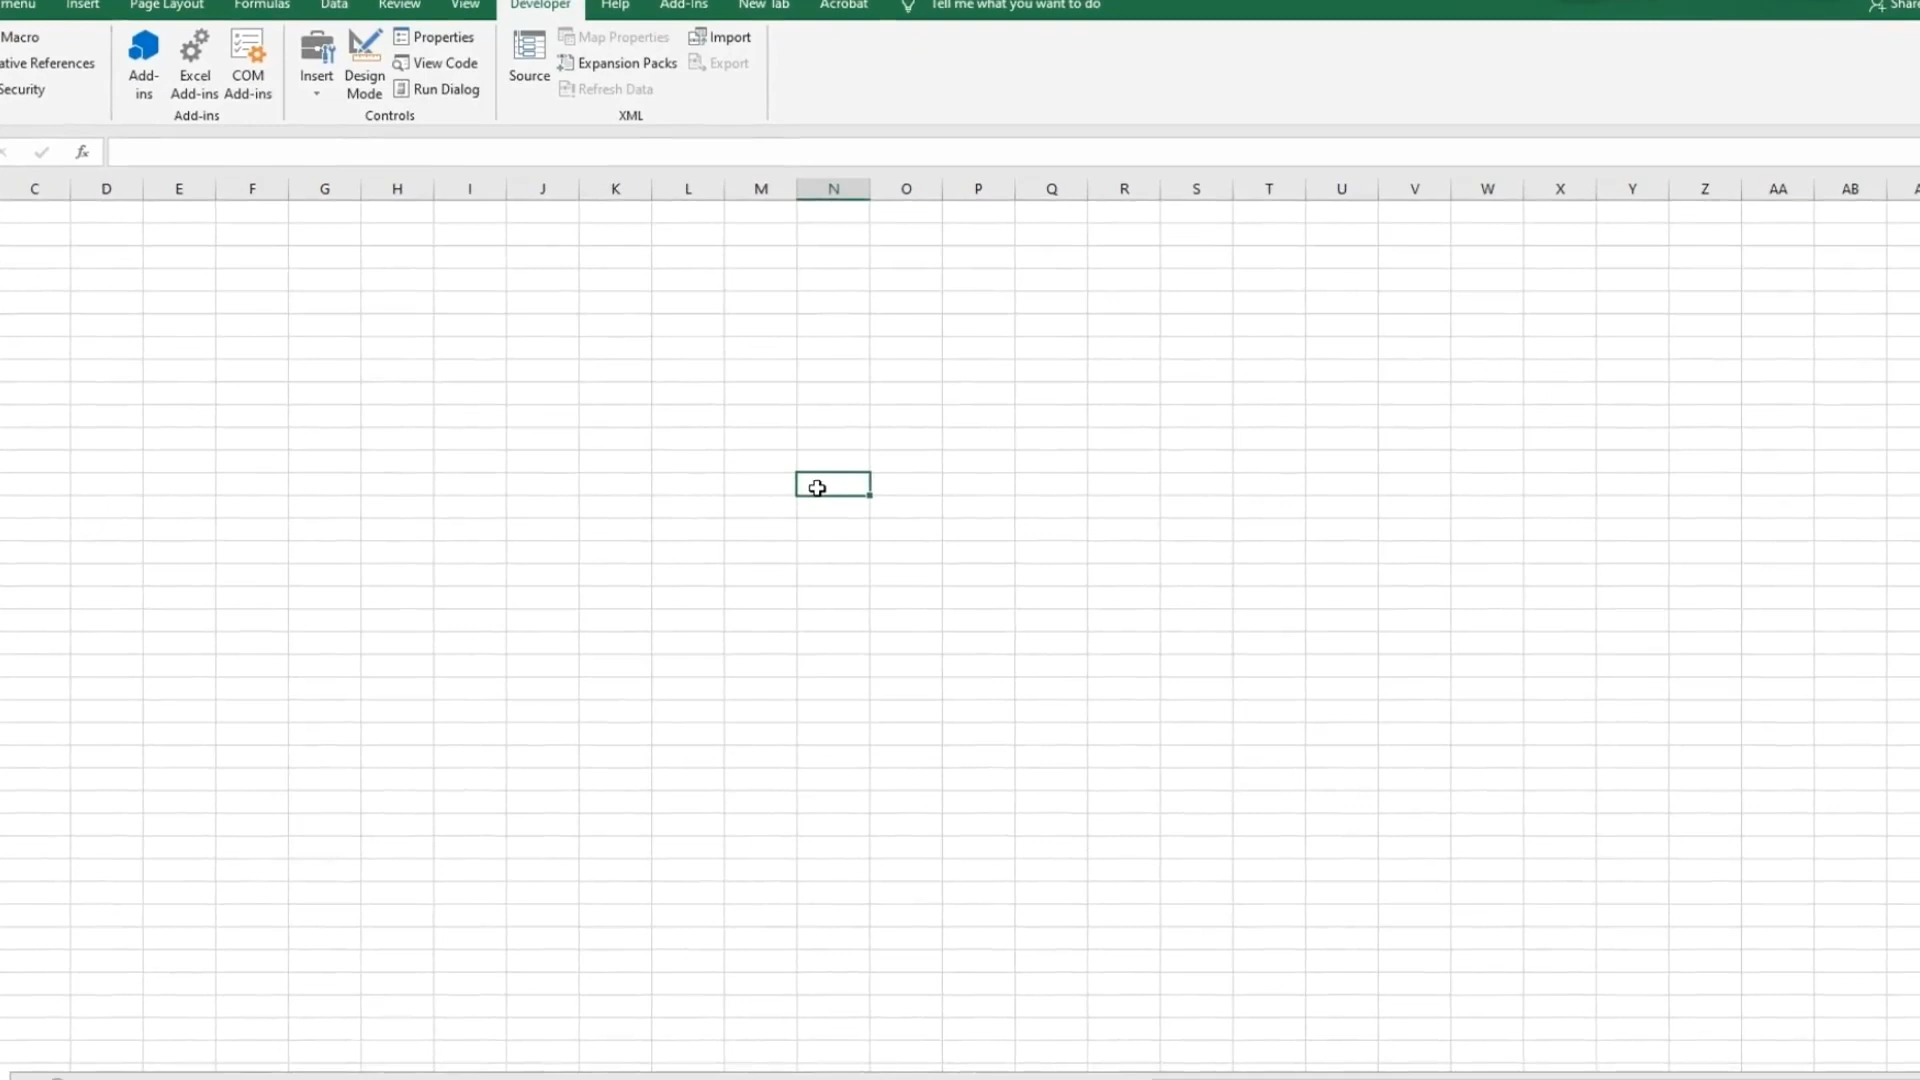 menu Insert Page Layout Formulas Data Review View Developer Help Add-Ins New Tab Acrobat Tell me what you want to do Share
Macro
ative References
Security
Add-
ins
Excel
Add-ins
COM
Add-ins
Add-ins
Insert
Design
Mode
Properties
View Code
Run Dialog
Controls
Source
Map Properties
Expansion Packs
Refresh Data
Import
Export
XML
fx
C D E F G H I J K L M N O P Q R S T U V W X Y Z AA AB